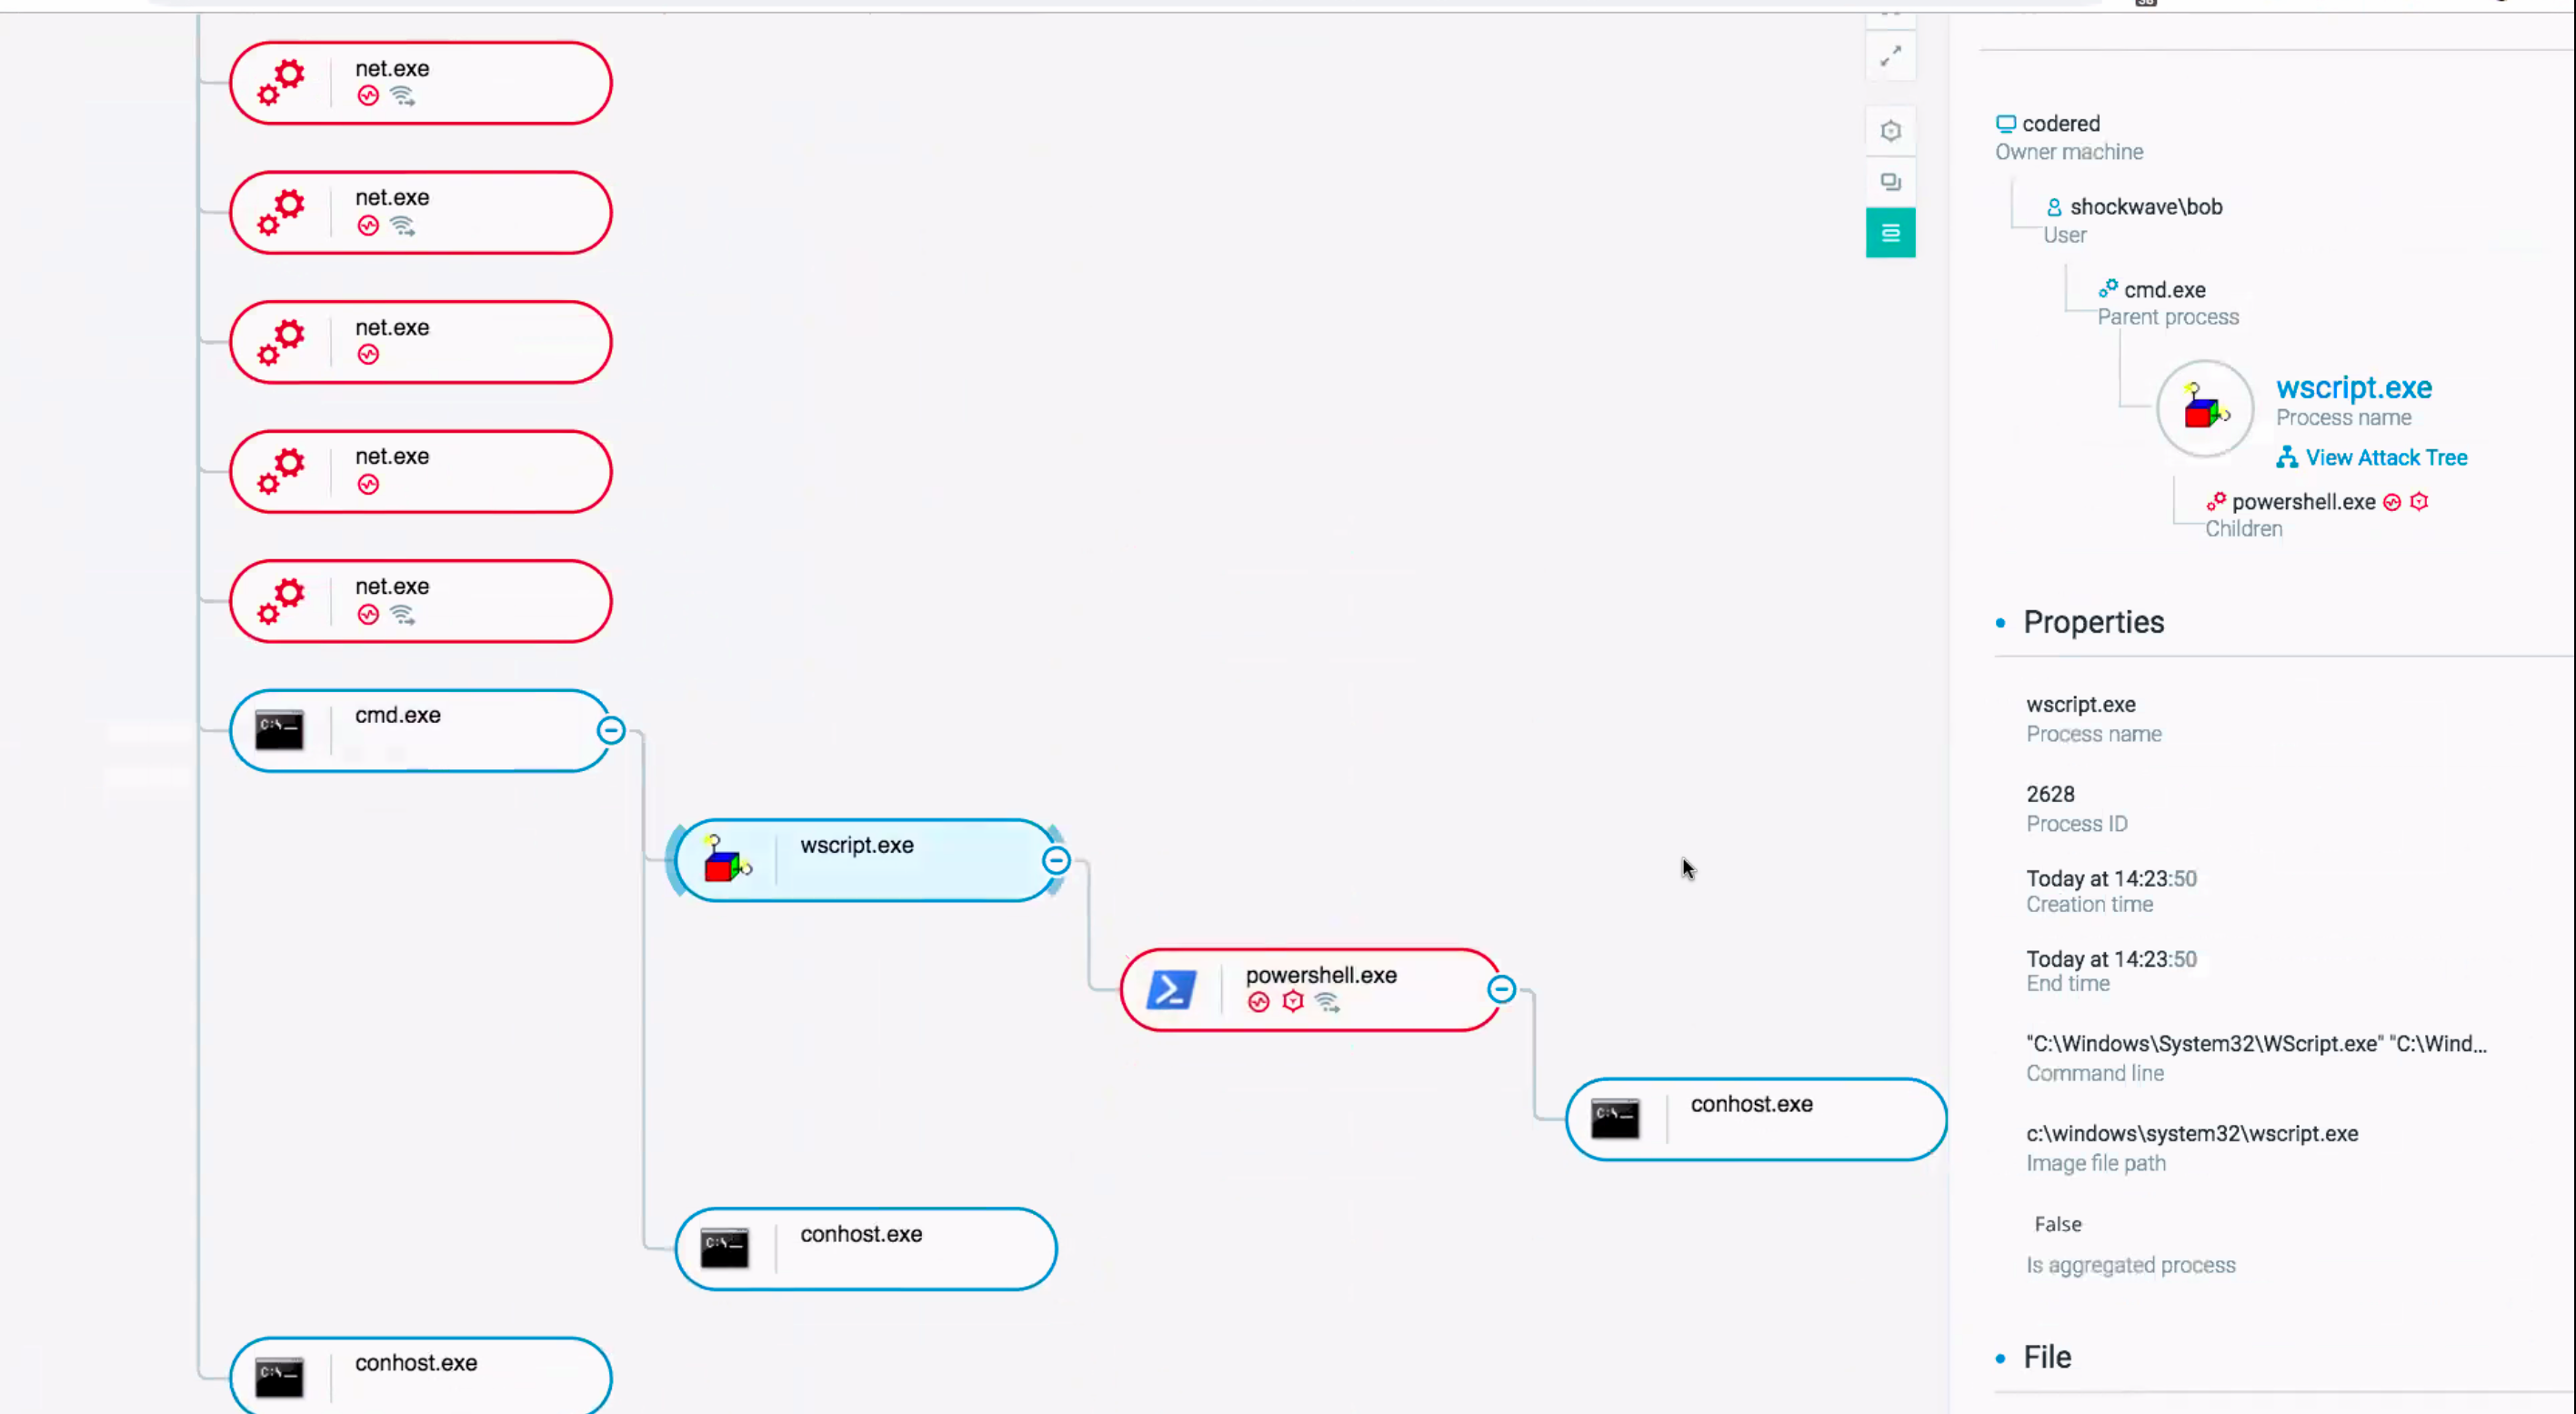 net.exe
net.exe
net.exe
net.exe
net.exe
cmd.exe
wscript.exe
powershell.exe
conhost.exe
conhost.exe
conhost.exe
codered
Owner machine
shockwave\bob
User
cmd.exe
Parent process
wscript.exe
Process name
View Attack Tree
powershell.exe
Children
Properties
wscript.exe
Process name
2628
Process ID
Today at 14:23:50
Creation time
Today at 14:23:50
End time
"C:\Windows\System32\WScript.exe" "C:\Wind...
Command line
c:\windows\system32\wscript.exe
Image file path
False
Is aggregated process
File